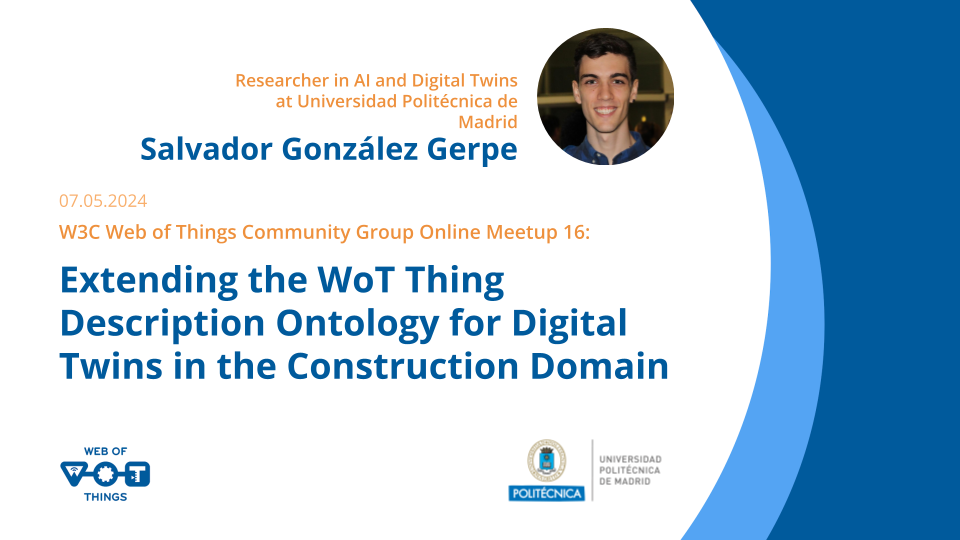 Researcher in AI and Digital Twins
at Universidad Politécnica de
Madrid
Salvador González Gerpe
07.05.2024
W3C Web of Things Community Group Online Meetup 16:
Extending the WoT Thing
Description Ontology for Digital
Twins in the Construction Domain
WEB OF
WOT
THINGS
POLITÉCNICA
UNIVERSIDAD
POLITÉCNICA
DE MADRID